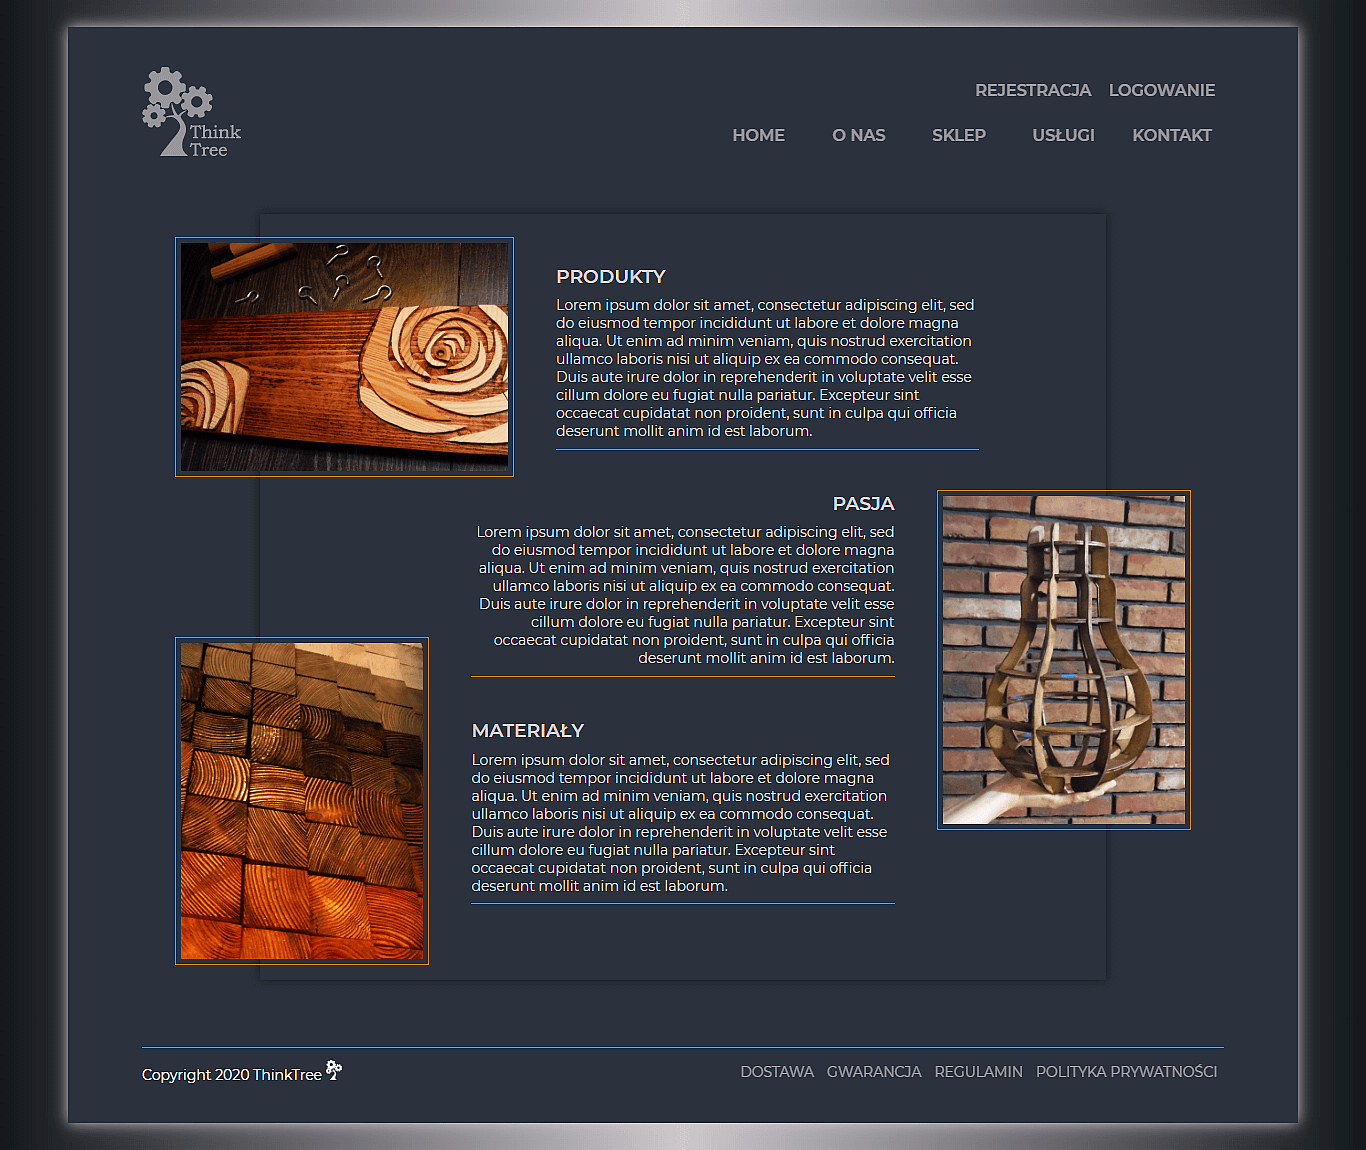 Think
Tree
REJESTRACJA LOGOWANIE
HOME O NAS SKLEP USŁUGI KONTAKT
PRODUKTY
Lorem ipsum dolor sit amet, consectetur adipiscing elit, sed
do eiusmod tempor incididunt ut labore et dolore magna
aliqua. Ut enim ad minim veniam, quis nostrud exercitation
ullamco laboris nisi ut aliquip ex ea commodo consequat.
Duis aute irure dolor in reprehenderit in voluptate velit esse
cillum dolore eu fugiat nulla pariatur. Excepteur sint
occaecat cupidatat non proident, sunt in culpa qui officia
deserunt mollit anim id est laborum.
PASJA
Lorem ipsum dolor sit amet, consectetur adipiscing elit, sed
do eiusmod tempor incididunt ut labore et dolore magna
aliqua. Ut enim ad minim veniam, quis nostrud exercitation
ullamco laboris nisi ut aliquip ex ea commodo consequat.
Duis aute irure dolor in reprehenderit in voluptate velit esse
cillum dolore eu fugiat nulla pariatur. Excepteur sint
occaecat cupidatat non proident, sunt in culpa qui officia
deserunt mollit anim id est laborum.
MATERIAŁY
Lorem ipsum dolor sit amet, consectetur adipiscing elit, sed
do eiusmod tempor incididunt ut labore et dolore magna
aliqua. Ut enim ad minim veniam, quis nostrud exercitation
ullamco laboris nisi ut aliquip ex ea commodo consequat.
Duis aute irure dolor in reprehenderit in voluptate velit esse
cillum dolore eu fugiat nulla pariatur. Excepteur sint
occaecat cupidatat non proident, sunt in culpa qui officia
deserunt mollit anim id est laborum.
Copyright 2020 ThinkTree
DOSTAWA GWARANCJA REGULAMIN POLITYKA PRYWATNOŚCI